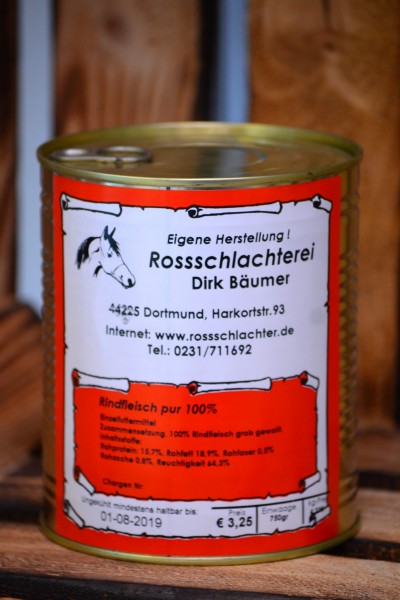 Eigene Herstellung !
Rossschlachterei
Dirk Bäumer
44225 Dortmund, Harkortstr.93
Internet: www.rossschlachter.de
Tel.: 0231/711692
Rindfleisch pur 100%
Einzelfuttermittel
Zusammensetzung: 100% Rindfleisch grob gewolft
Inhaltsstoffe:
Rohprotein: 15,7%, Rohfett 18,9%, Rohfaser 0,5%
Rohasche 0,8%, Feuchtigkeit 64,3%
Chargen Nr.
Ungekühlt mindestens haltbar bis:
01-08-2019
Preis
€ 3,25
Einwaage
750gr